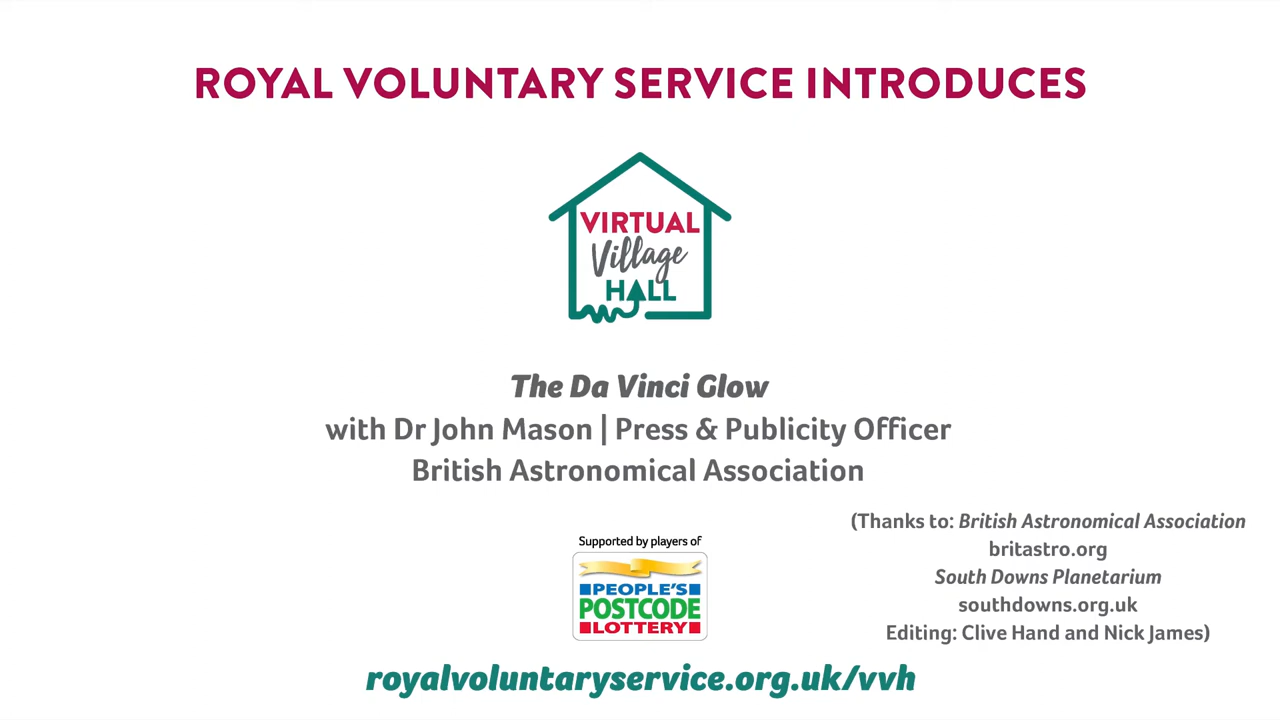 ROYAL VOLUNTARY SERVICE INTRODUCES
VIRTUAL
Village
HALL
The Da Vinci Glow
with Dr John Mason | Press & Publicity Officer
British Astronomical Association
(Thanks to: British Astronomical Association
britastro.org
South Downs Planetarium
southdowns.org.uk
Editing: Clive Hand and Nick James)
Supported by players of
PEOPLE'S
POSTCODE
LOTTERY
royalvoluntaryservice.org.uk/vvh